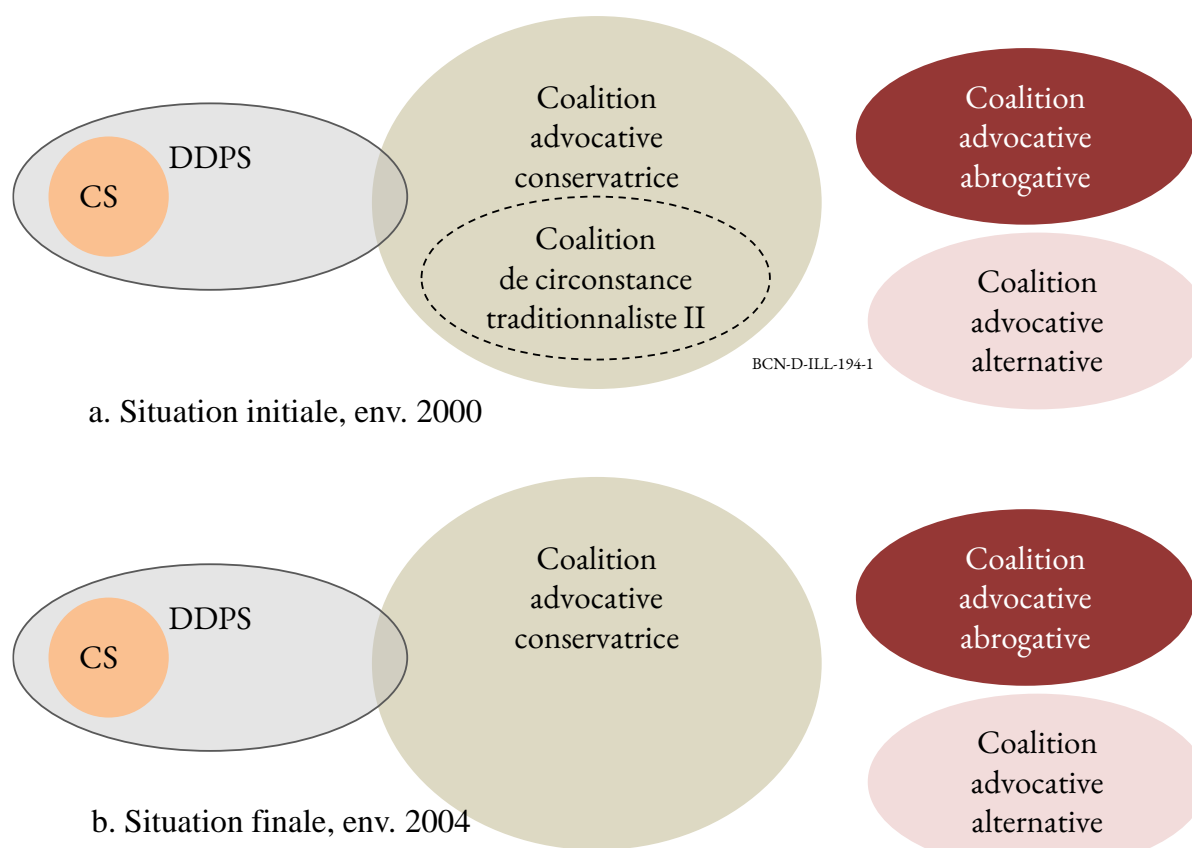 Coalition
advocative
conservatrice
DDPS
CS
Coalition
de circonstance
traditionnaliste II
Coalition
advocative
abrogative
Coalition
advocative
alternative
BCN-D-ILL-194-1
a. Situation initiale, env. 2000
DDPS
CS
Coalition
advocative
conservatrice
Coalition
advocative
abrogative
Coalition
advocative
alternative
b. Situation finale, env. 2004